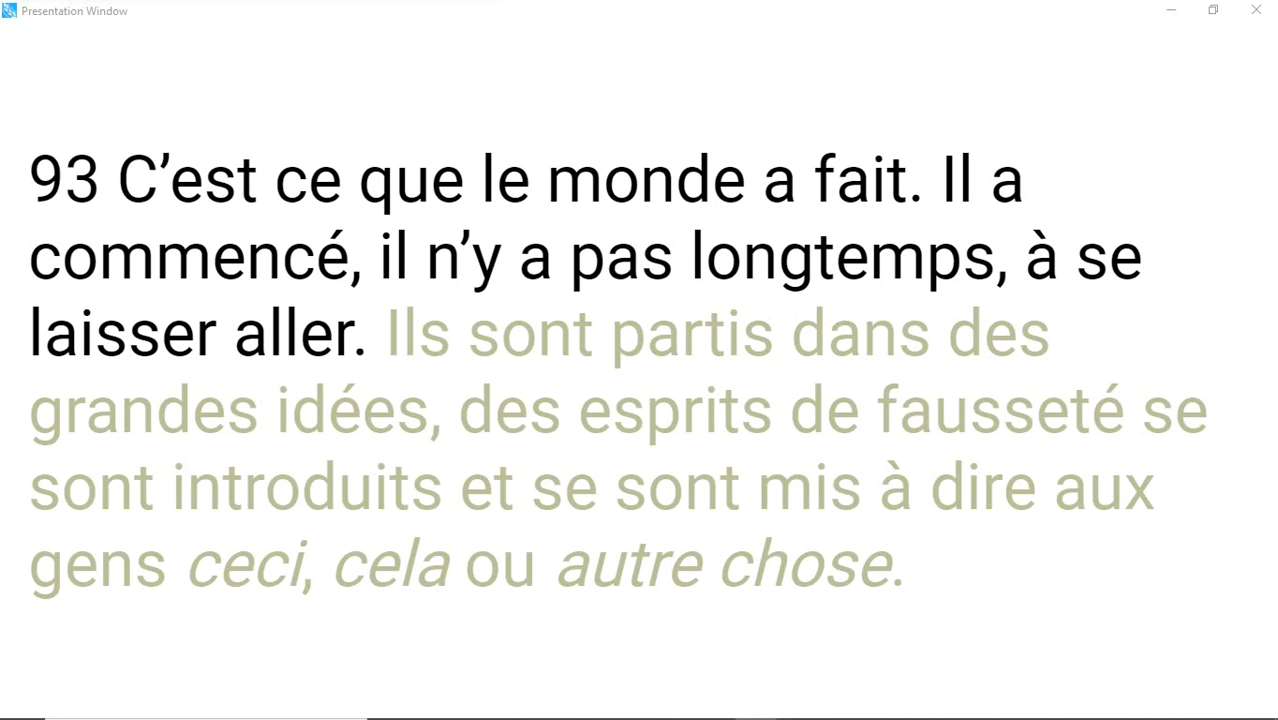 Presentation Window
93 C’est ce que le monde a fait. Il a
commencé, il n’y a pas longtemps, à se
laisser aller. Ils sont partis dans des
grandes idées, des esprits de fausseté se
sont introduits et se sont mis à dire aux
gens ceci, cela ou autre chose.